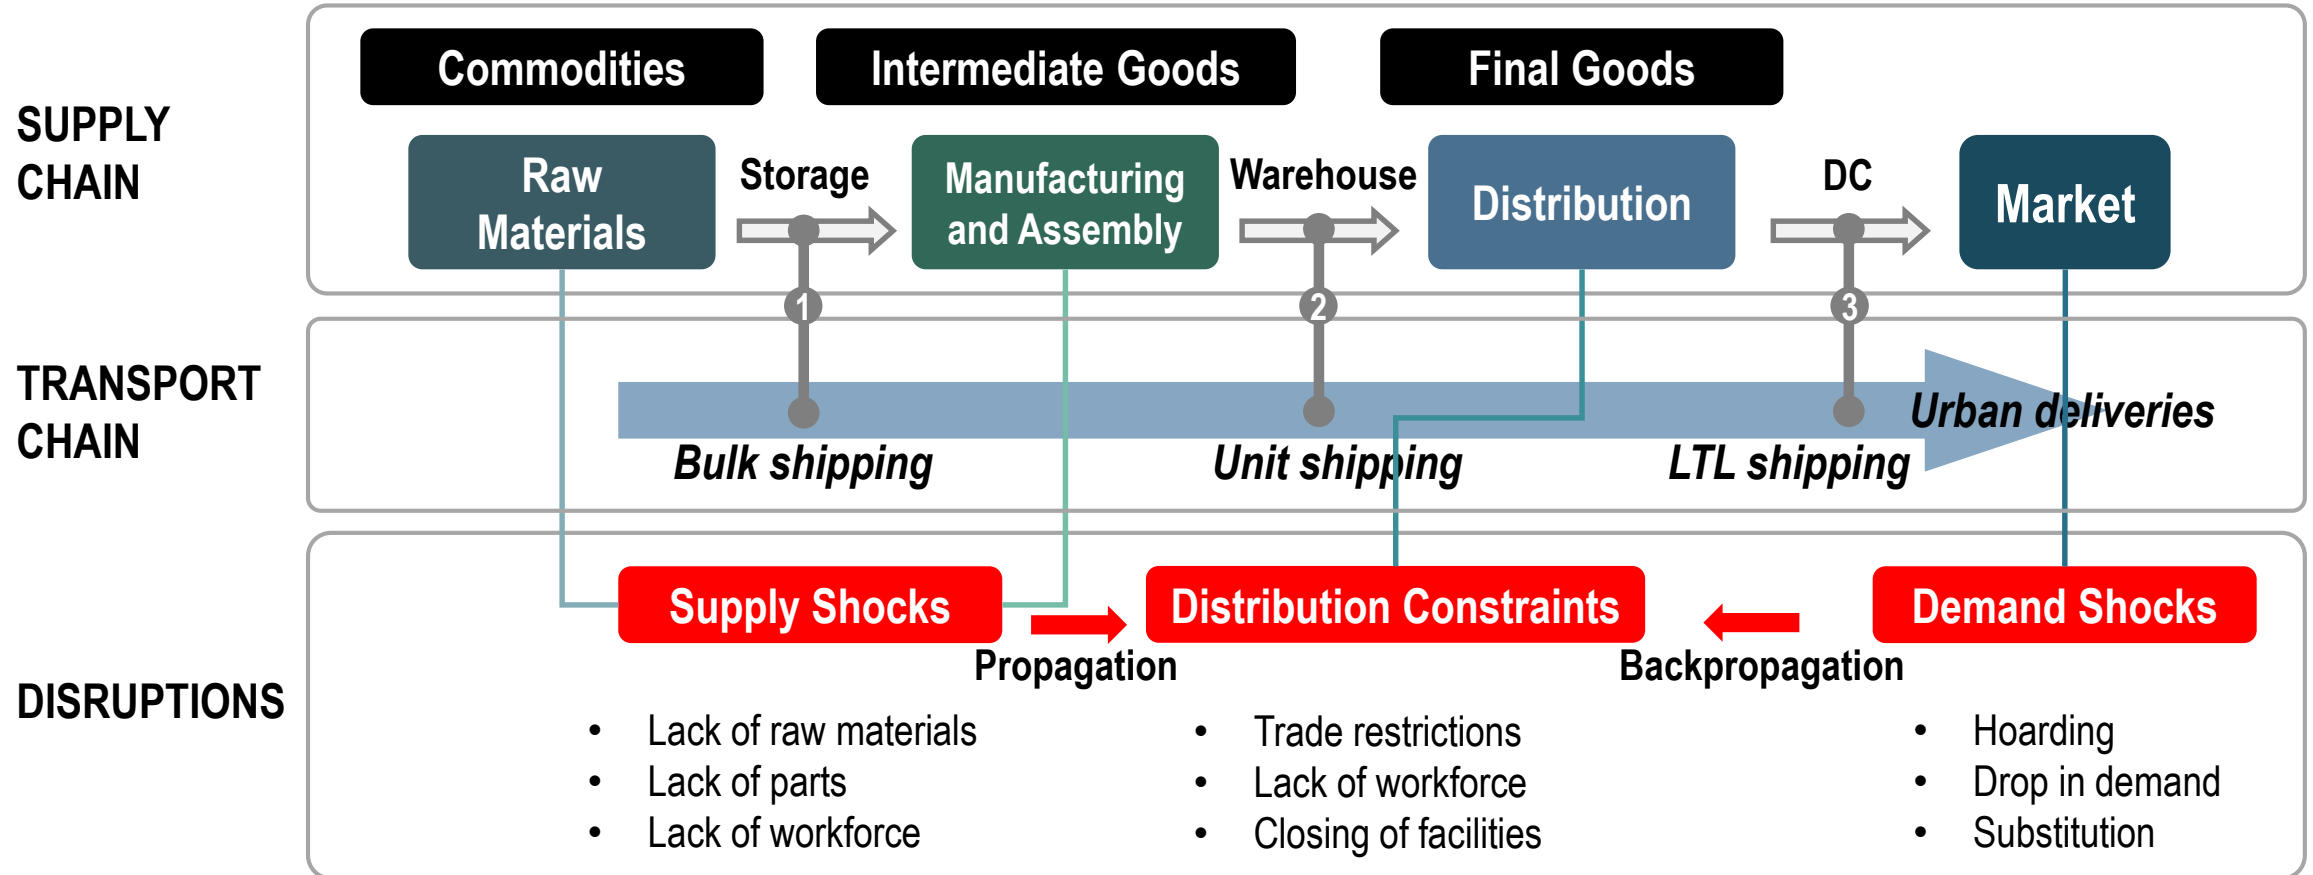 SUPPLY
CHAIN
Commodities
Intermediate Goods
Final Goods
Raw
Materials
Storage
Manufacturing
and Assembly
Warehouse
Distribution
DC
Market
1
2
3
TRANSPORT
CHAIN
Bulk shipping
Unit shipping
LTL shipping
Urban deliveries
DISRUPTIONS
Supply Shocks
Propagation
Distribution Constraints
Backpropagation
Demand Shocks
• Lack of raw materials
• Lack of parts
• Lack of workforce
• Trade restrictions
• Lack of workforce
• Closing of facilities
• Hoarding
• Drop in demand
• Substitution